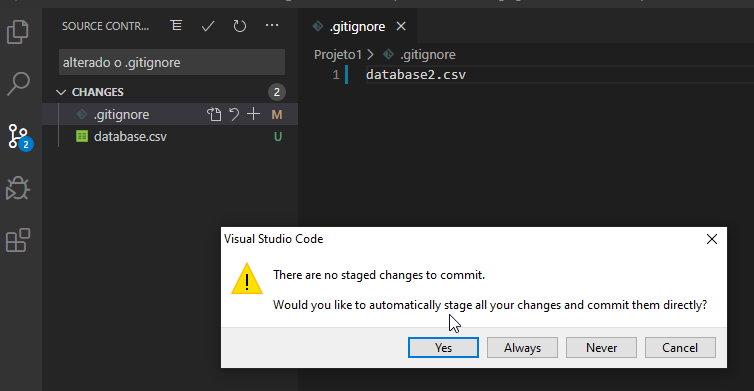 SOURCE CONTR...
.gitignore
alterado o .gitignore
Projeto1 > .gitignore
1 database2.csv
CHANGES 2
.gitignore M
database.csv U
2
Visual Studio Code
There are no staged changes to commit.
Would you like to automatically stage all your changes and commit them directly?
Yes Always Never Cancel